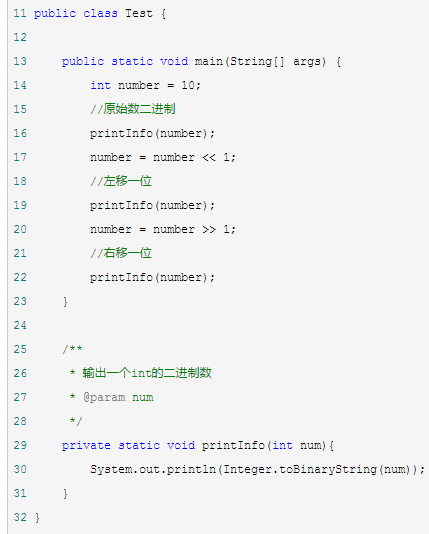 11 public class Test {
12
13     public static void main(String[] args) {
14         int number = 10;
15         //原始数二进制
16         printInfo(number);
17         number = number << 1;
18         //左移一位
19         printInfo(number);
20         number = number >> 1;
21         //右移一位
22         printInfo(number);
23     }
24
25     /**
26      * 输出一个int的二进制数
27      * @param num
28      */
29     private static void printInfo(int num){
30         System.out.println(Integer.toBinaryString(num));
31     }
32 }